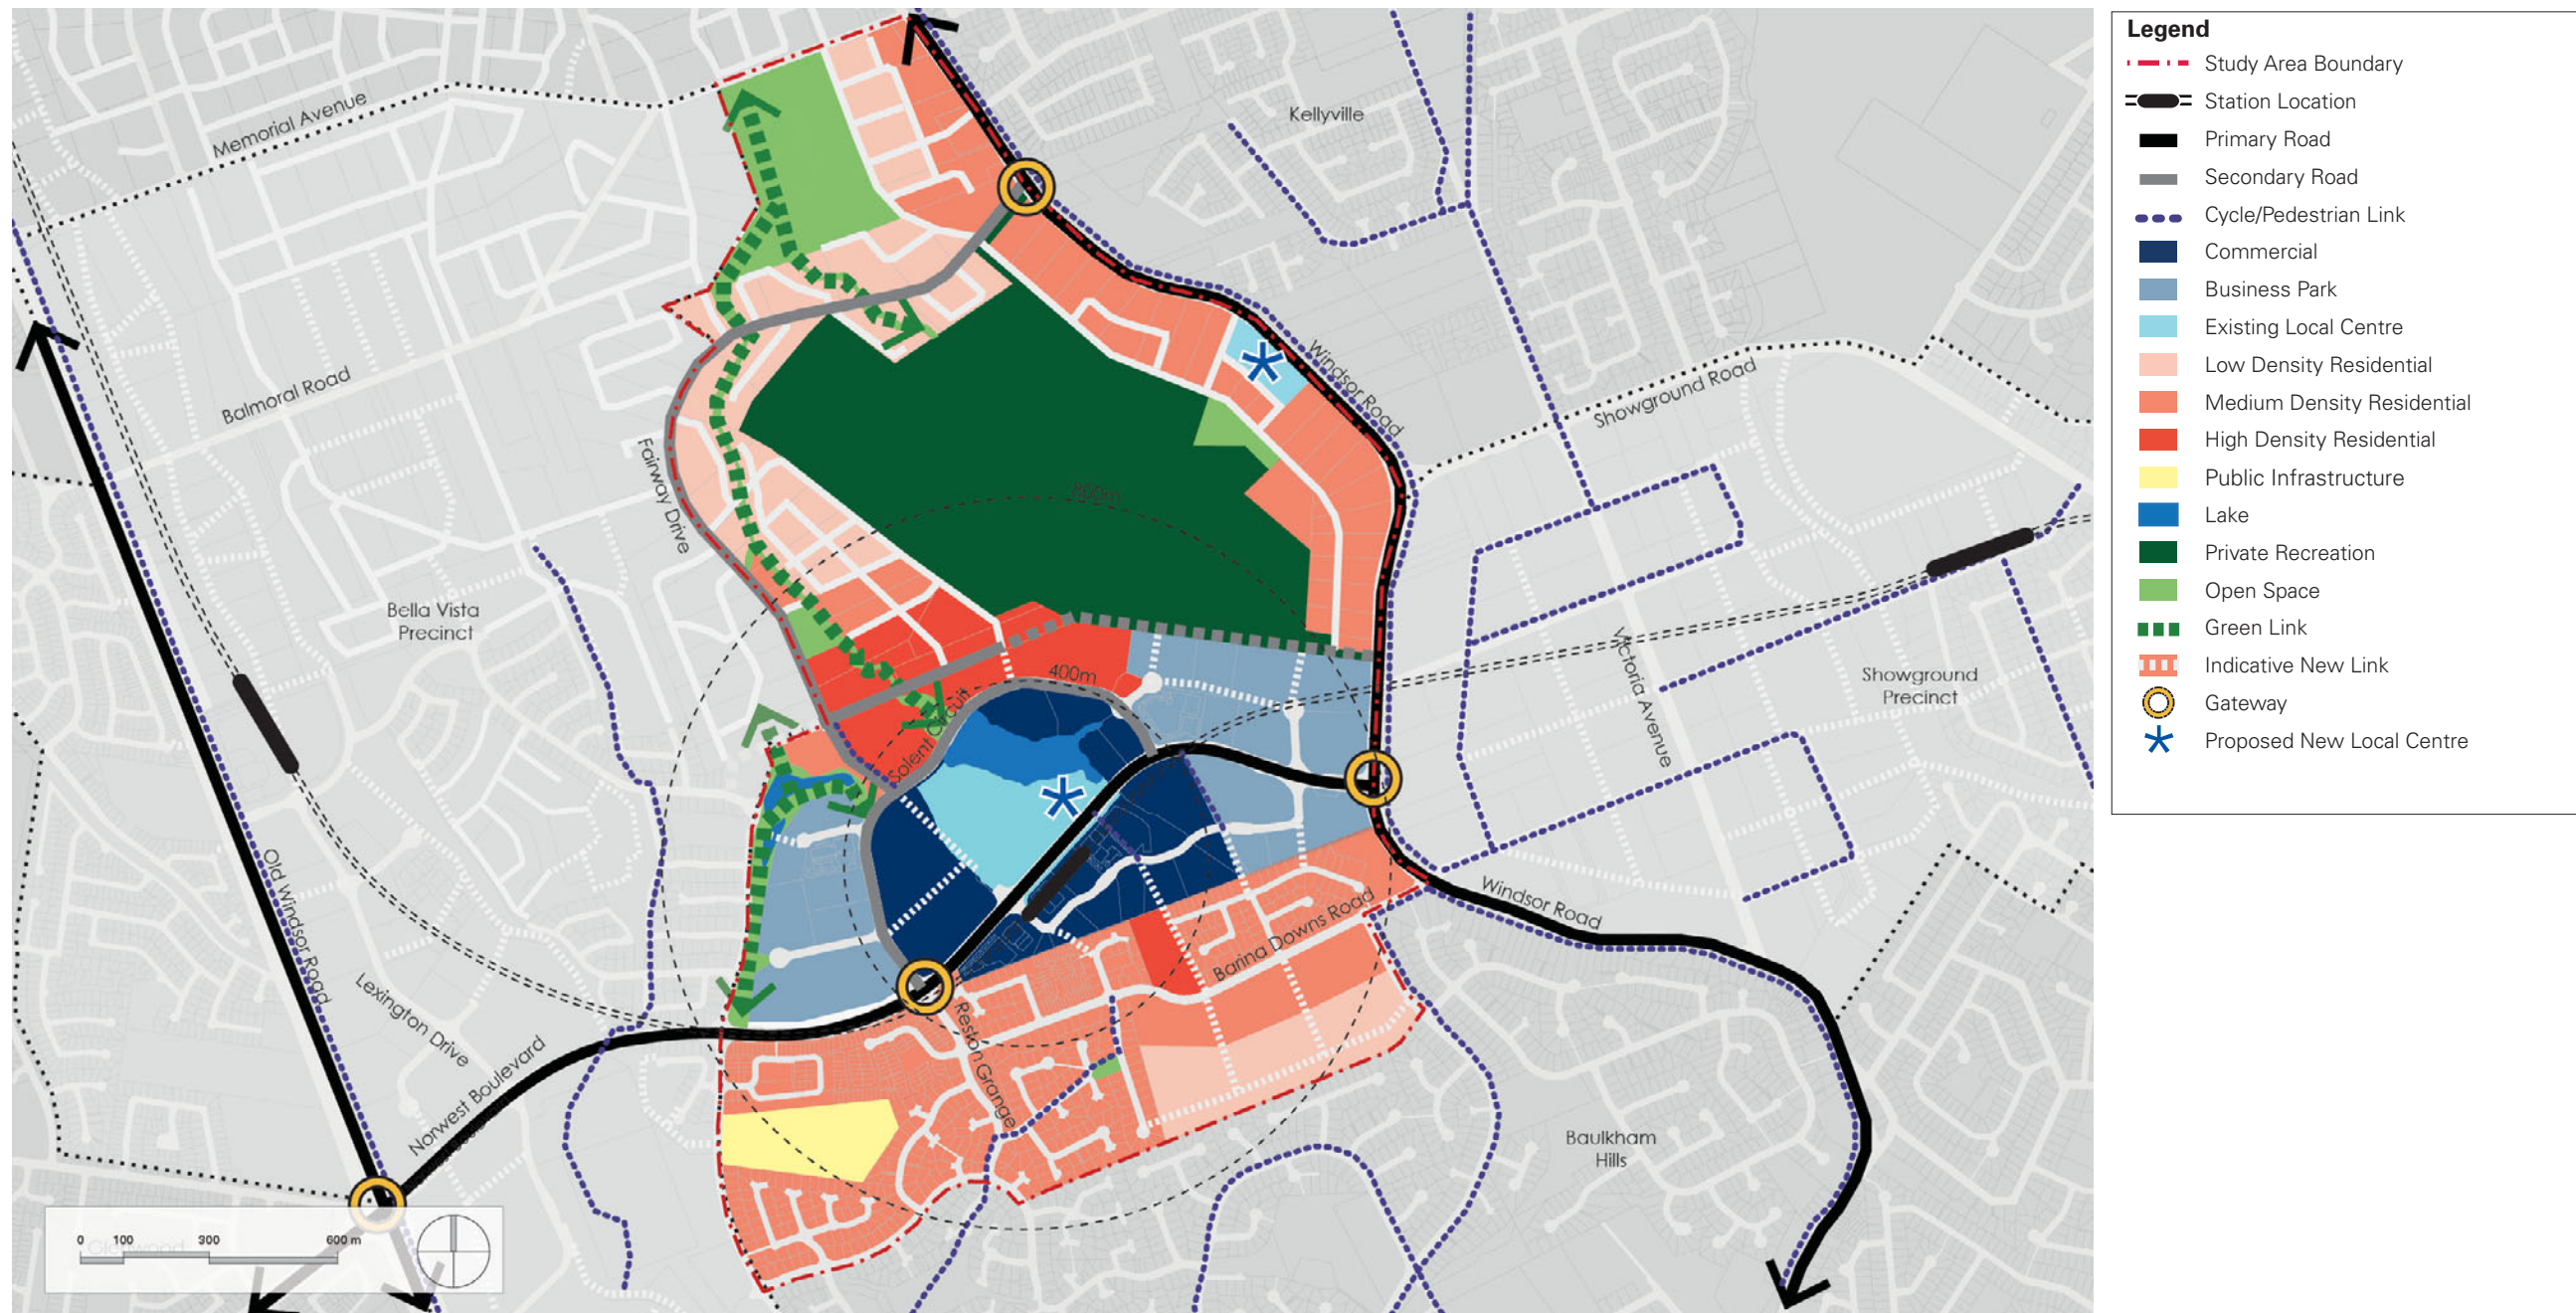 Memorial Avenue
Kellyville
Balmoral Road
Windsor Road
Showground Road
Fairway Drive
800m
Bella Vista
Precinct
400m
Solent Circuit
Victoria Avenue
Showground
Precinct
Old Windsor Road
Lexington Drive
Norwest Boulevard
Reston Grange
Barina Downs Road
Windsor Road
Baulkham
Hills
Glenwood
0 100 300 600 m
Legend
Study Area Boundary
Station Location
Primary Road
Secondary Road
Cycle/Pedestrian Link
Commercial
Business Park
Existing Local Centre
Low Density Residential
Medium Density Residential
High Density Residential
Public Infrastructure
Lake
Private Recreation
Open Space
Green Link
Indicative New Link
Gateway
Proposed New Local Centre